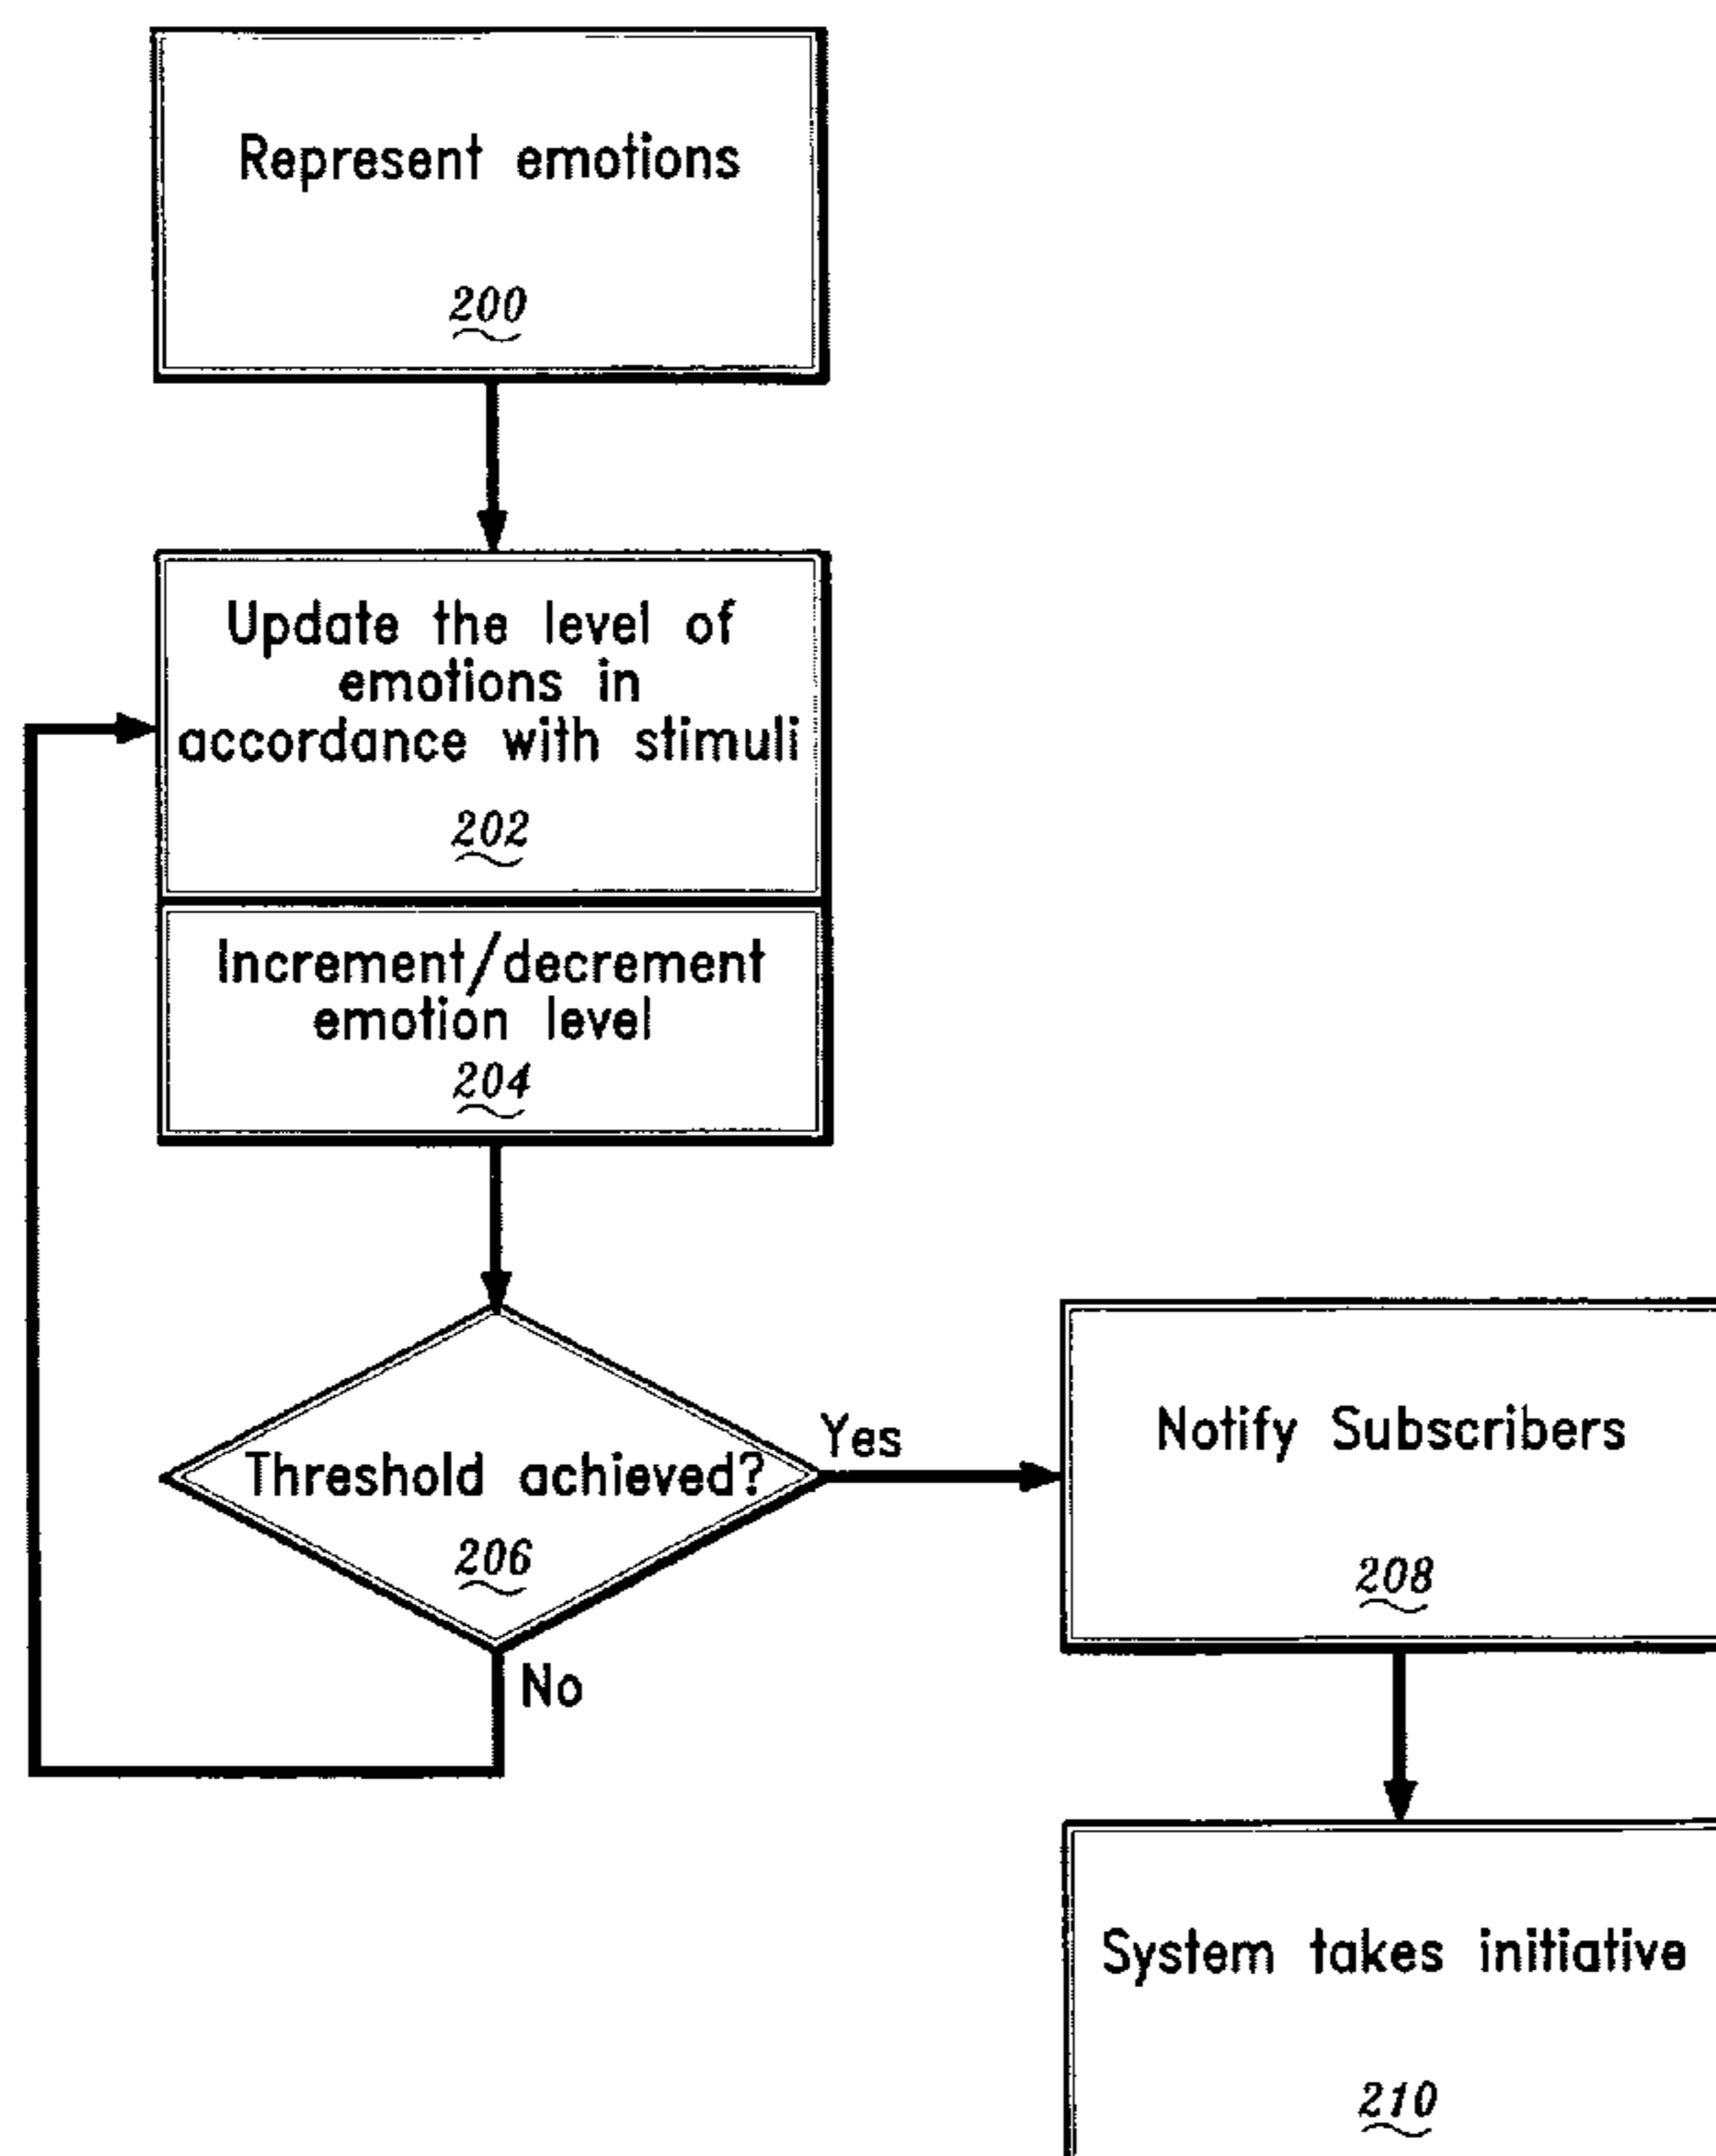 Represent emotions
200
Update the level of
emotions in
accordance with stimuli
202
Increment/decrement
emotion level
204
Threshold achieved?
206
Yes
No
Notify Subscribers
208
System takes initiative
210